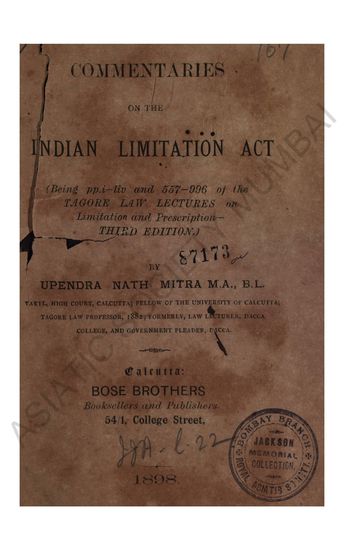 167
COMMENTARIES
ON THE
INDIAN LIMITATION ACT
(Being pp.i-liv and 557-996 of the
TAGORE LAW LECTURES on
Limitation and Prescription—
THIRD EDITION.)
87173
BY
UPENDRA NATH MITRA M.A., B.L.
VAKIL, HIGH COURT, CALCUTTA; FELLOW OF THE UNIVERSITY OF CALCUTTA;
TAGORE LAW PROFESSOR, 1882; FORMERLY, LAW LECTURER, DACCA
COLLEGE, AND GOVERNMENT PLEADER, DACCA.
Calcutta:
BOSE BROTHERS
Booksellers and Publishers
54/1, College Street,
1898.
BOMBAY BRANCH
JACKSON
MEMORIAL
COLLECTION.
ROYAL ASIATIC
ASIATIC
MUMBAI